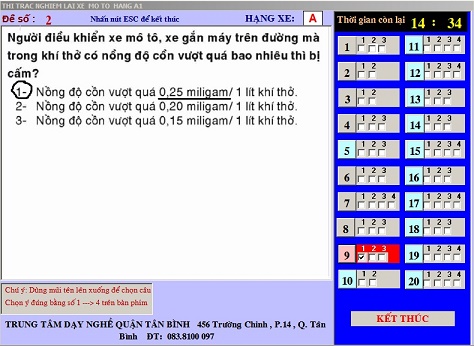 THI TRAC NGHIEM LAI XE MO TO HANG A1
Đề số : 2 Nhấn nút ESC để kết thúc HẠNG XE: A
Thời gian còn lại 14 : 34
Người điều khiển xe mô tô, xe gắn máy trên đường mà
trong khí thở có nồng độ cồn vượt quá bao nhiêu thì bị
cấm?
1- Nồng độ cồn vượt quá 0,25 miligam/ 1 lít khí thở.
2- Nồng độ cồn vượt quá 0,20 miligam/ 1 lít khí thở.
3- Nồng độ cồn vượt quá 0,15 miligam/ 1 lít khí thở.
1 1 2 3 11 1 2 3
2 1 2 12 1 2
3 1 2 13 1 2
4 1 2 3 14 1 2
5 1 2 15 1 2 3
6 1 2 16 1 2
7 1 2 3 4 17 1 2 3
8 1 2 3 18 1 2
9 1 2 3 19 1 2 3
10 1 2 20 1 2 3
Chú ý: Dùng mũi tên lên xuống để chọn câu
Chọn ý đúng bằng số 1 ---> 4 trên bàn phím
KẾT THÚC
TRUNG TÂM DẠY NGHỀ QUẬN TÂN BÌNH 456 Trường Chinh , P.14 , Q. Tân
Bình ĐT: 083.8100 097